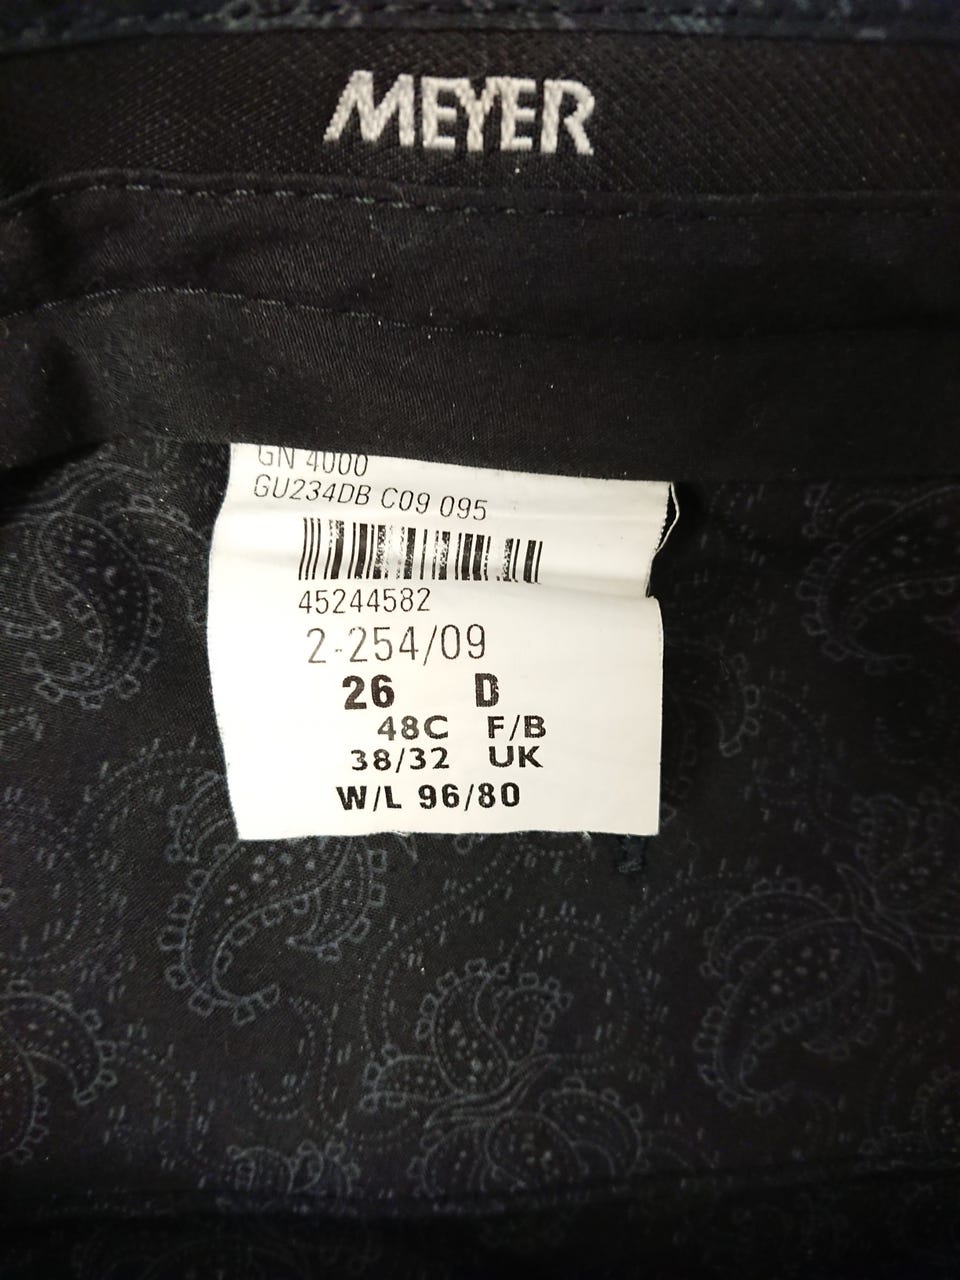 MEYER
GN 4000
GU234DB C09 095
45244582
2-254/09
26 D
48C F/B
38/32 UK
W/L 96/80